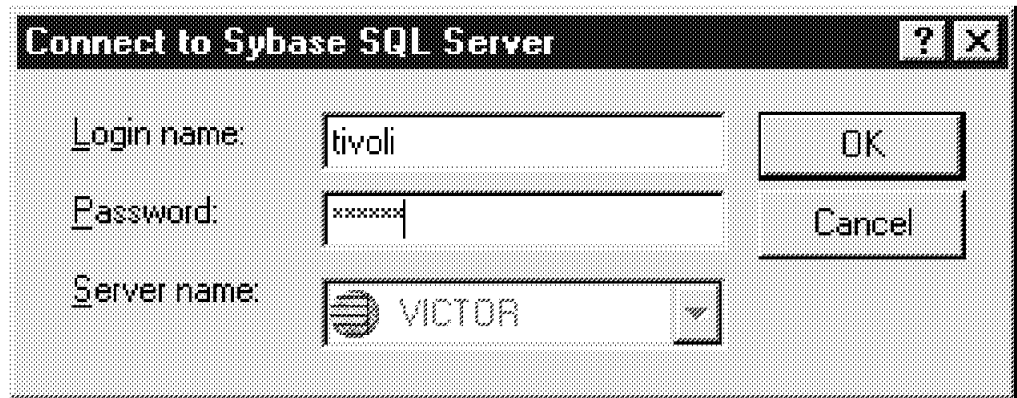 Connect to Sybase SQL Server ? X
Login name: tivoli OK
Password: ****** Cancel
Server name: VICTOR